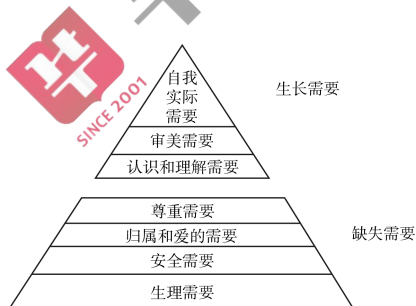 SINCE 2001
自我
实际
需要
生长需要
审美需要
认识和理解需要
尊重需要
归属和爱的需要
缺失需要
安全需要
生理需要